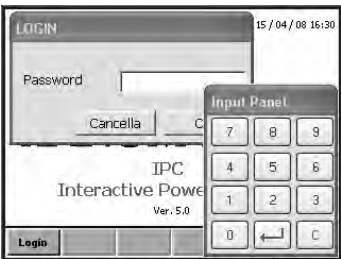 LOGIN
15/04/08 16:30
Password
Cancella
C
Input Panel
7 8 9
4 5 6
1 2 3
0 C
IPC
Interactive Powe
Ver. 5.0
Login